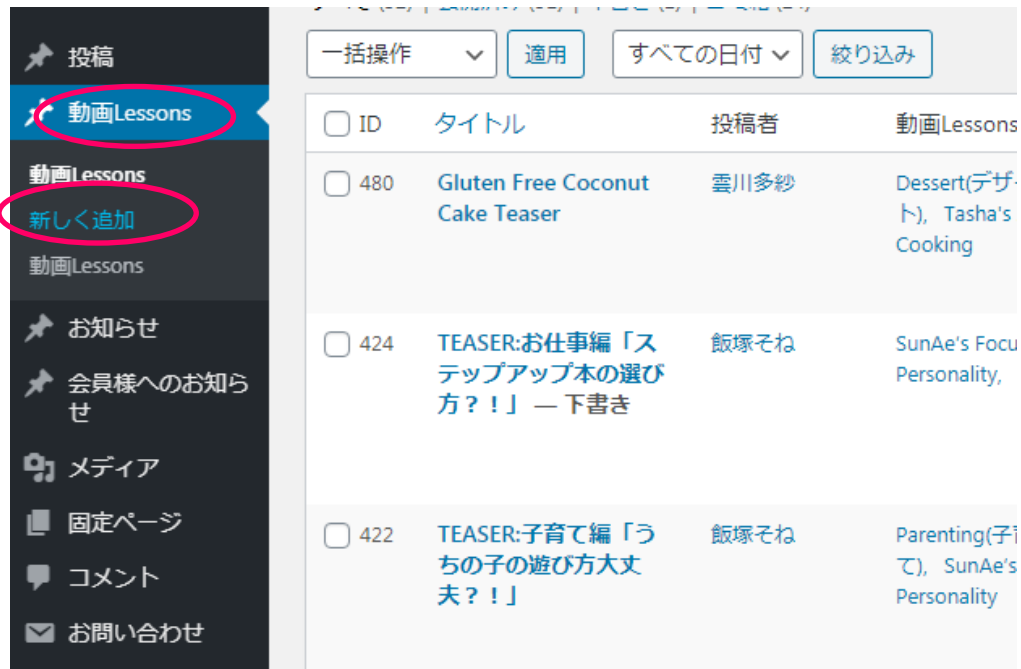 投稿
動画Lessons
動画Lessons
新しく追加
動画Lessons
お知らせ
会員様へのお知ら
せ
メディア
固定ページ
コメント
お問い合わせ
一括操作
適用
すべての日付
絞り込み
ID
タイトル
投稿者
動画Lessons
480
Gluten Free Coconut
Cake Teaser
雲川多紗
Dessert(デザー
ト), Tasha's
Cooking
424
TEASER:お仕事編「ス
テップアップ本の選び
方？！」 — 下書き
飯塚そね
SunAe's Focu
Personality,
422
TEASER:子育て編「う
ちの子の遊び方大丈
夫？！」
飯塚そね
Parenting(子育
て), SunAe's
Personality